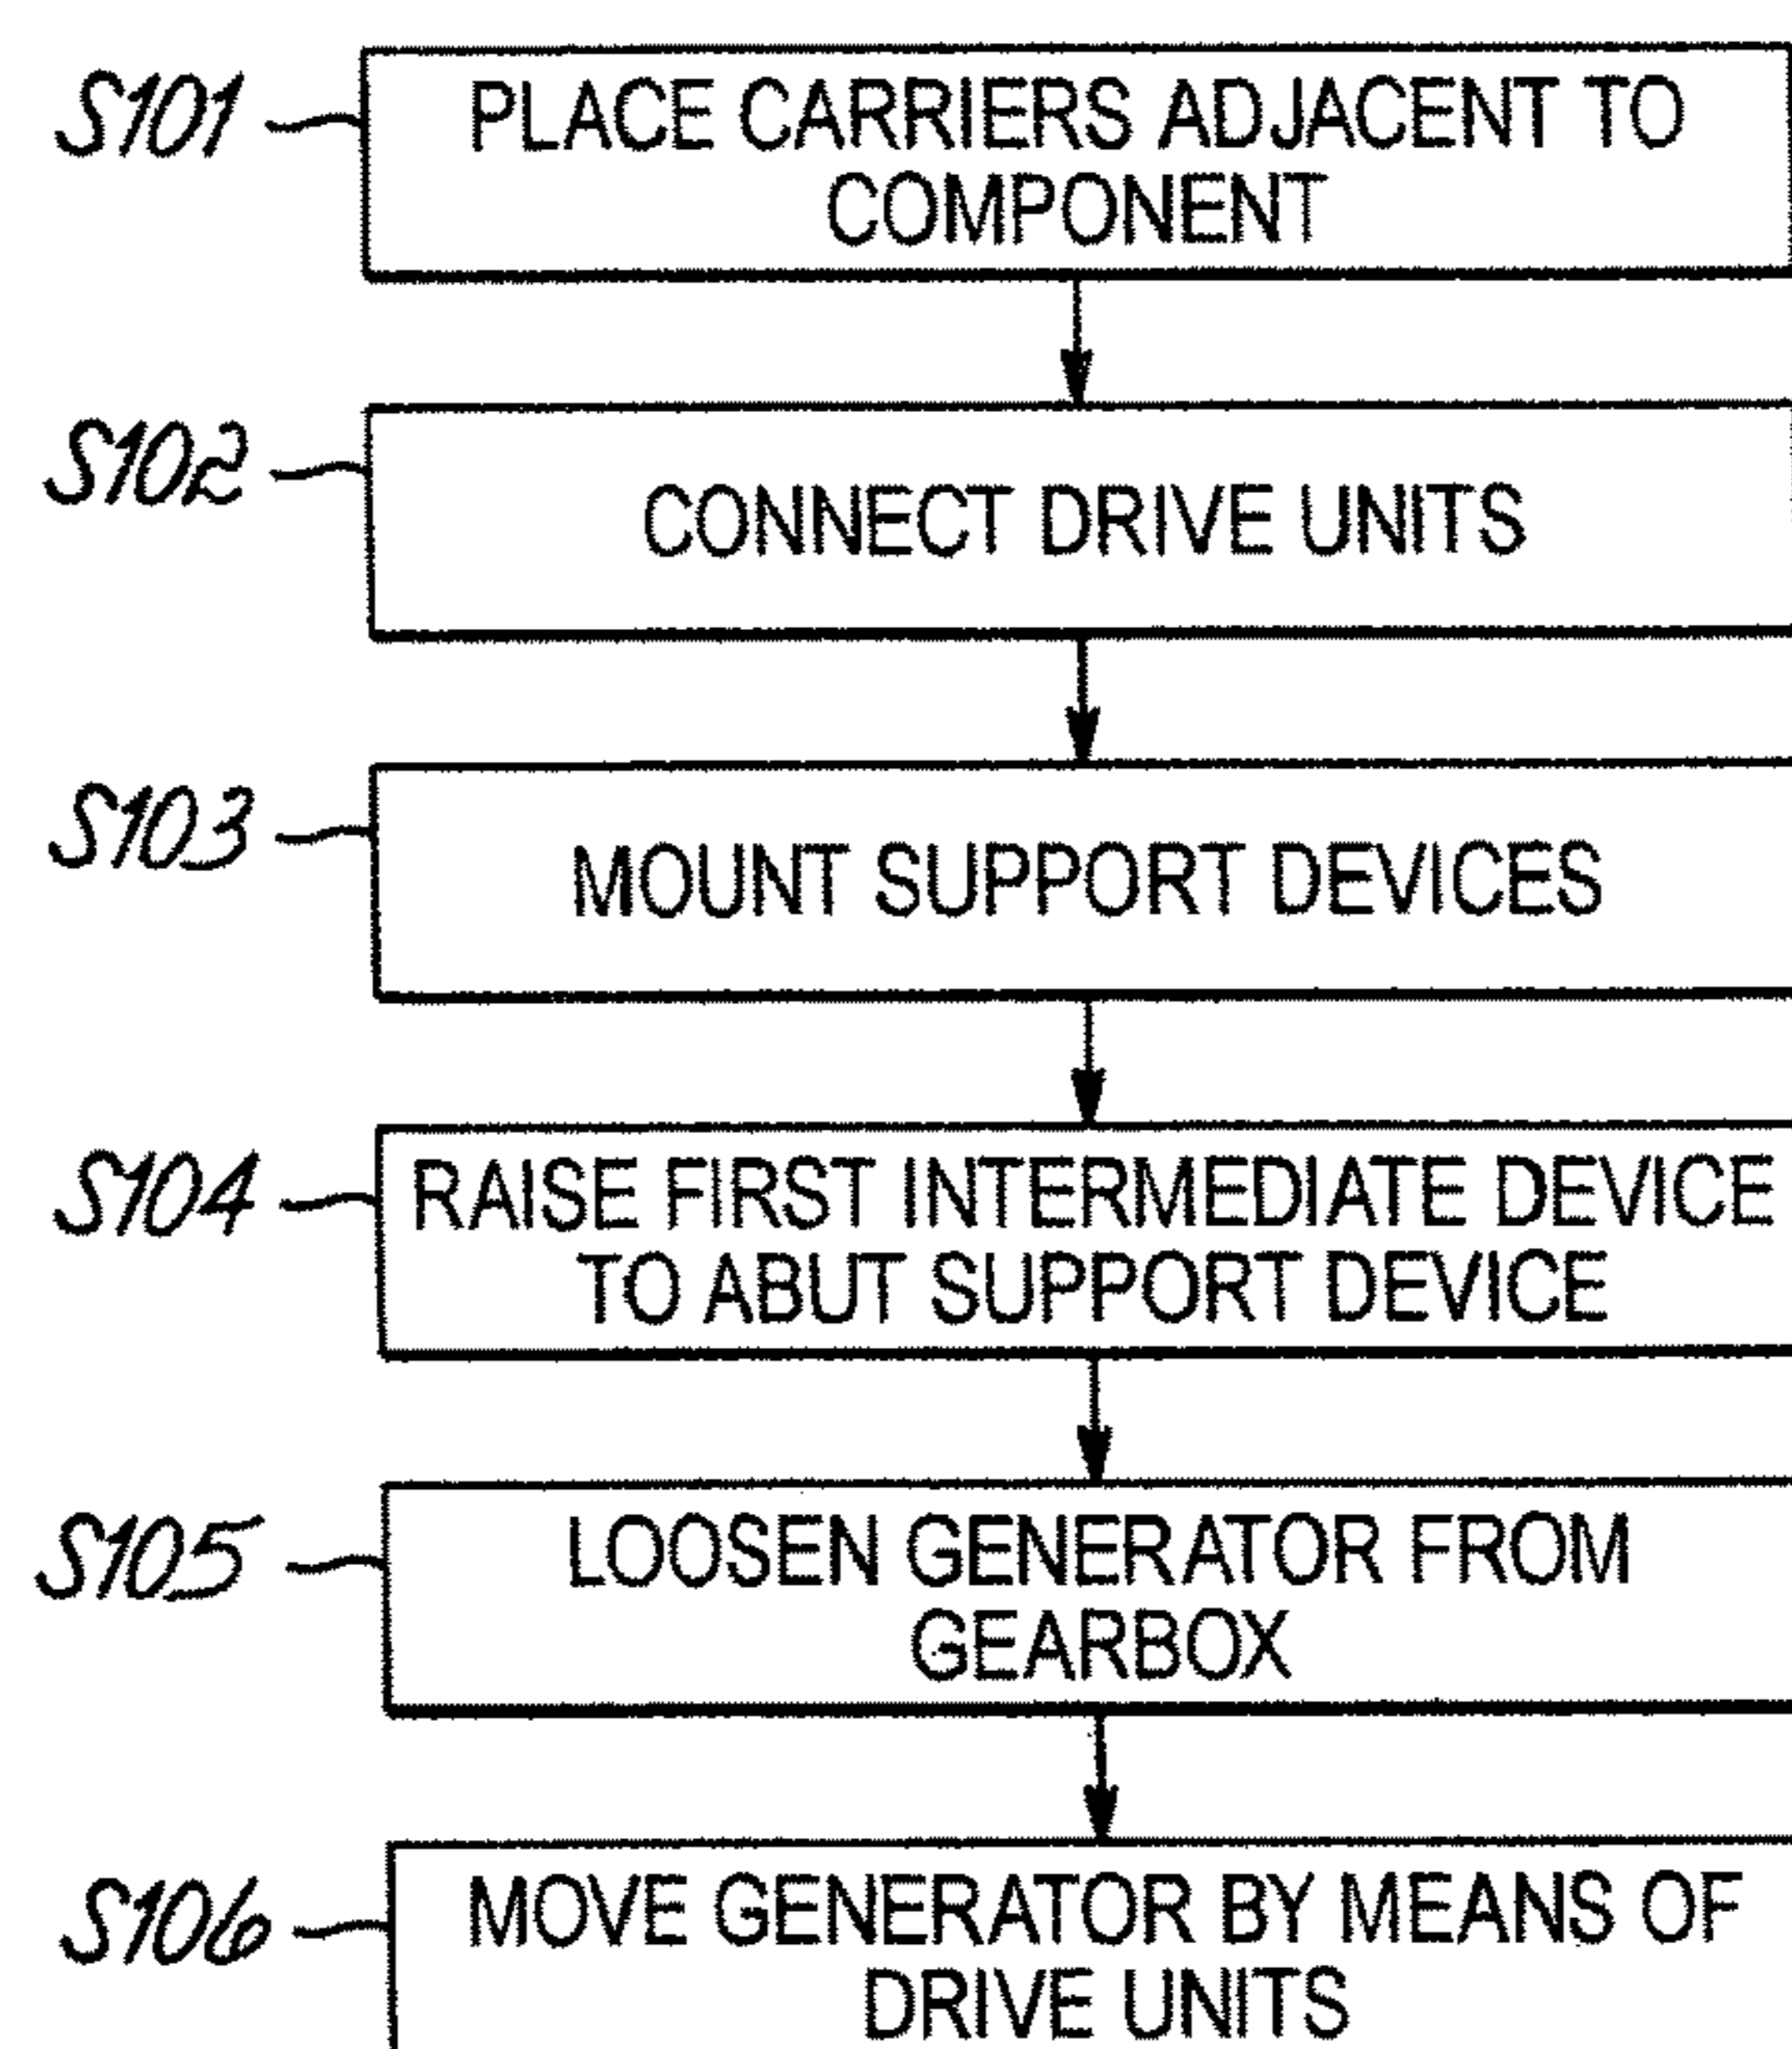 S101
PLACE CARRIERS ADJACENT TO
COMPONENT
S102
CONNECT DRIVE UNITS
S103
MOUNT SUPPORT DEVICES
S104
RAISE FIRST INTERMEDIATE DEVICE
TO ABUT SUPPORT DEVICE
S105
LOOSEN GENERATOR FROM
GEARBOX
S106
MOVE GENERATOR BY MEANS OF
DRIVE UNITS